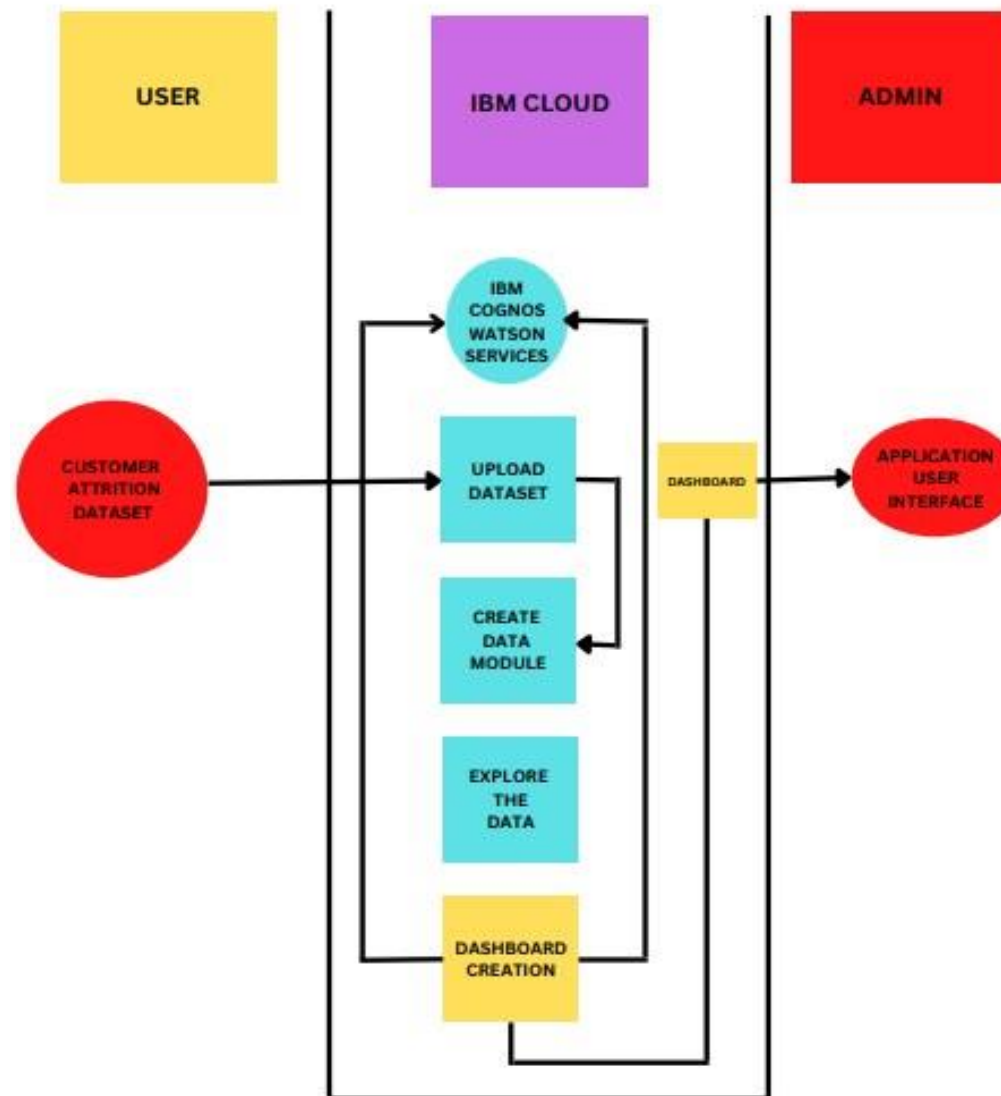 USER
IBM CLOUD
ADMIN
IBM
COGNOS
WATSON
SERVICES
CUSTOMER
ATTRITION
DATASET
UPLOAD
DATASET
DASHBOARD
APPLICATION
USER
INTERFACE
CREATE
DATA
MODULE
EXPLORE
THE
DATA
DASHBOARD
CREATION